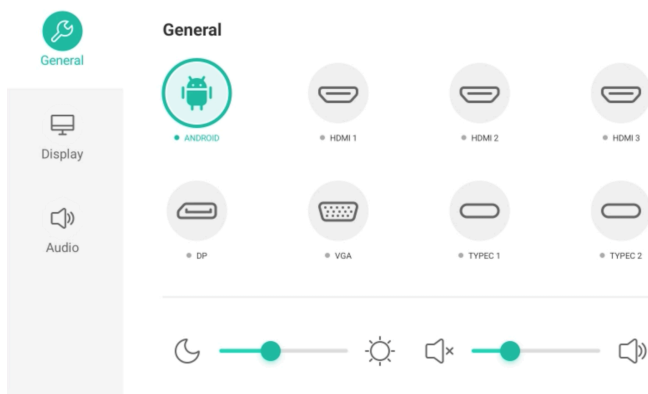 General
General
Display
Audio
ANDROID
HDMI 1
HDMI 2
HDMI 3
DP
VGA
TYPEC 1
TYPEC 2